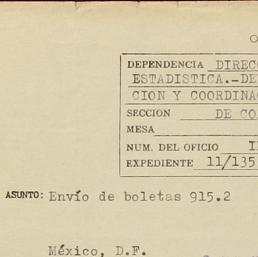 DEPENDENCIA DIREC
ESTADISTICA.-DE
CION Y COORDINA
SECCION DE CO
MESA
NUM. DEL OFICIO
EXPEDIENTE 11/135
ASUNTO: Envío de boletas 915.2
México, D.F.